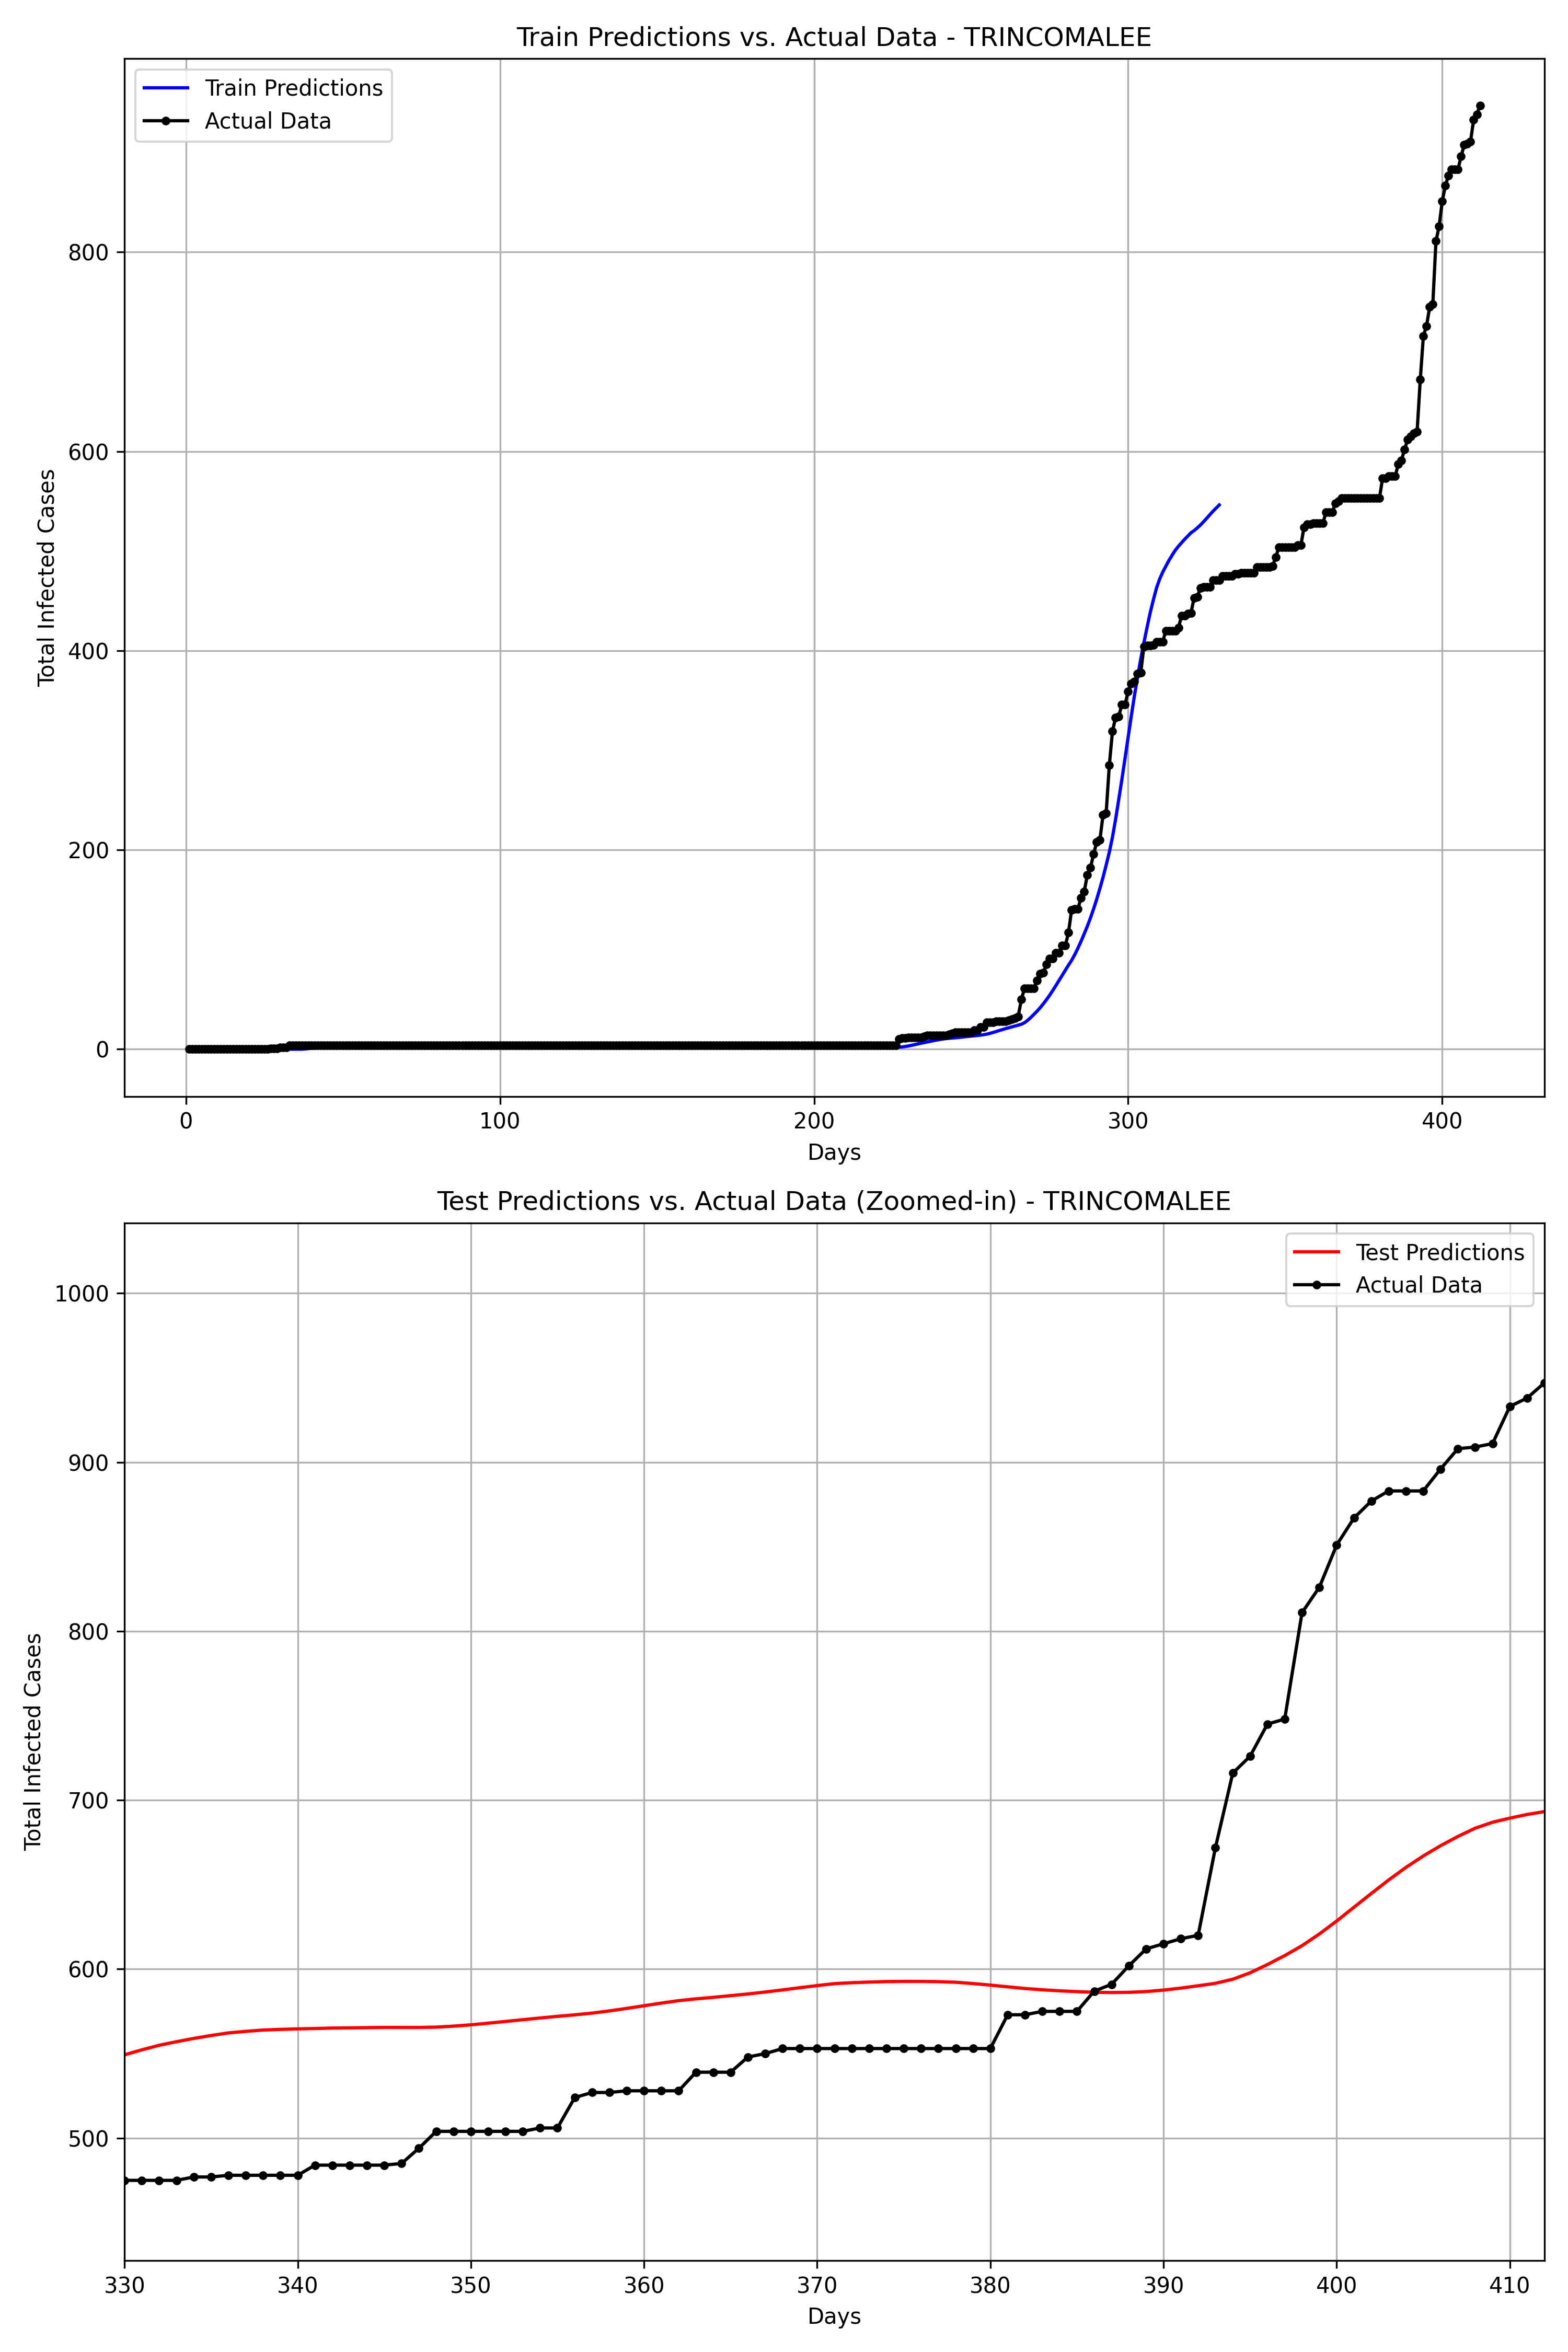 Train Predictions vs. Actual Data - TRINCOMALEE
Train Predictions
Actual Data
800
600
400
200
0
Total Infected Cases
0 100 200 300 400
Days
Test Predictions vs. Actual Data (Zoomed-in) - TRINCOMALEE
Test Predictions
Actual Data
1000
900
800
700
600
500
Total Infected Cases
330 340 350 360 370 380 390 400 410
Days